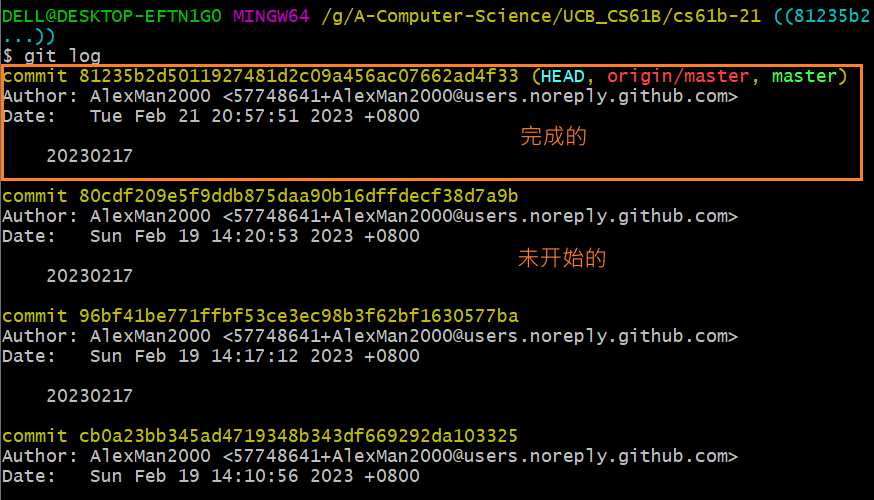 DELL@DESKTOP-EFTN1G0 MINGW64 /g/A-Computer-Science/UCB_CS61B/cs61b-21 ((81235b2
...))
$ git log
commit 81235b2d5011927481d2c09a456ac07662ad4f33 (HEAD, origin/master, master)
Author: AlexMan2000 <57748641+AlexMan2000@users.noreply.github.com>
Date:   Tue Feb 21 20:57:51 2023 +0800
完成的
    20230217
commit 80cdf209e5f9ddb875daa90b16dffdecf38d7a9b
Author: AlexMan2000 <57748641+AlexMan2000@users.noreply.github.com>
Date:   Sun Feb 19 14:20:53 2023 +0800
未开始的
    20230217
commit 96bf41be771ffbf53ce3ec98b3f62bf1630577ba
Author: AlexMan2000 <57748641+AlexMan2000@users.noreply.github.com>
Date:   Sun Feb 19 14:17:12 2023 +0800
    20230217
commit cb0a23bb345ad4719348b343df669292da103325
Author: AlexMan2000 <57748641+AlexMan2000@users.noreply.github.com>
Date:   Sun Feb 19 14:10:56 2023 +0800